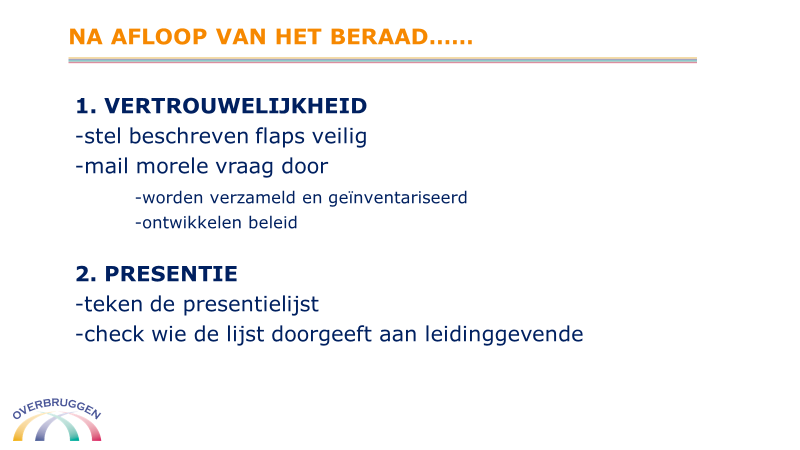 NA AFLOOP VAN HET BERAAD……
1. VERTROUWELIJKHEID
-stel beschreven flaps veilig
-mail morele vraag door
-worden verzameld en geïnventariseerd
-ontwikkelen beleid
2. PRESENTIE
-teken de presentielijst
-check wie de lijst doorgeeft aan leidinggevende
OVERBRUGGEN